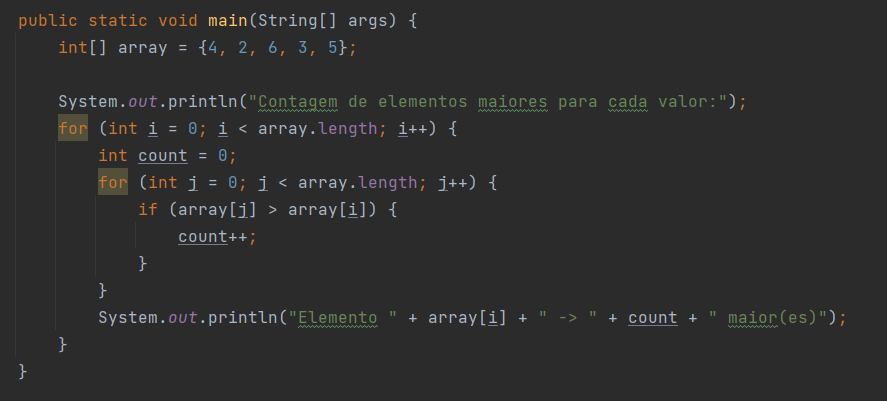 public static void main(String[] args) {
    int[] array = {4, 2, 6, 3, 5};

    System.out.println("Contagem de elementos maiores para cada valor:");
    for (int i = 0; i < array.length; i++) {
        int count = 0;
        for (int j = 0; j < array.length; j++) {
            if (array[j] > array[i]) {
                count++;
            }
        }
        System.out.println("Elemento " + array[i] + " -> " + count + " maior(es)");
    }
}